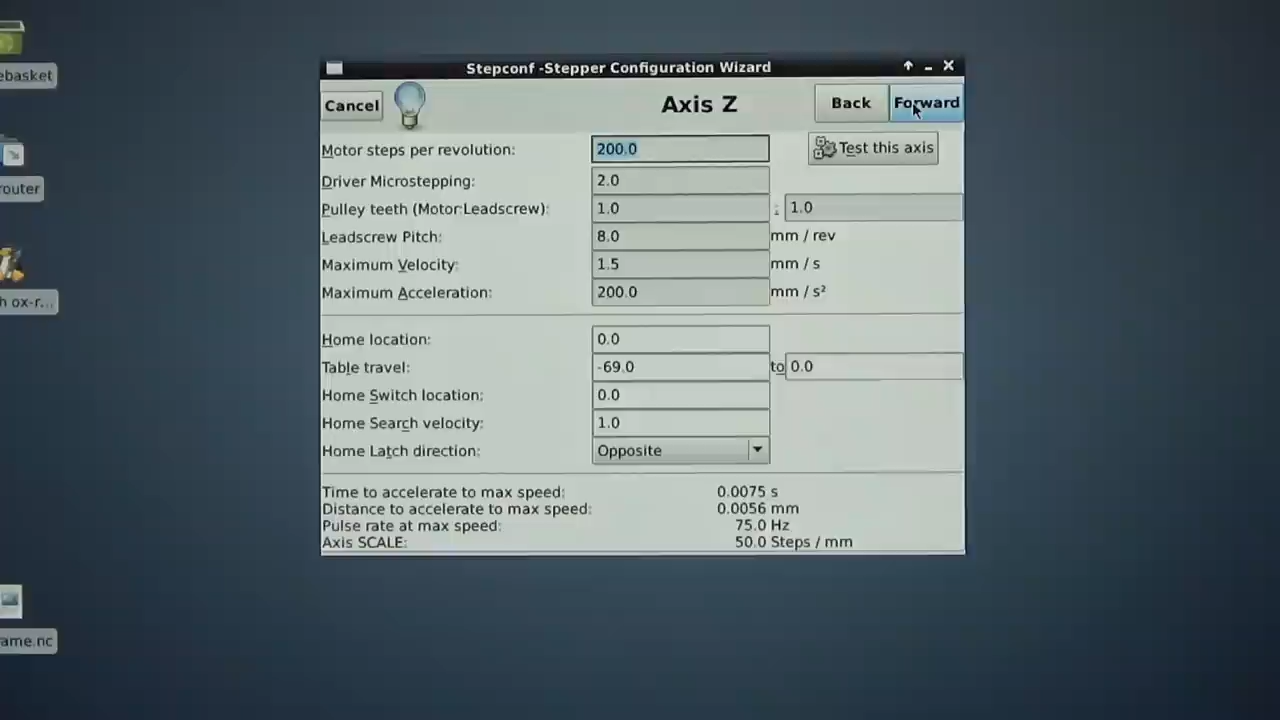 Stepconf -Stepper Configuration Wizard
Cancel
Axis Z
Back
Forward
Motor steps per revolution:
200.0
Test this axis
Driver Microstepping:
2.0
Pulley teeth (Motor:Leadscrew):
1.0
:
1.0
Leadscrew Pitch:
8.0
mm / rev
Maximum Velocity:
1.5
mm / s
Maximum Acceleration:
200.0
mm / s²
Home location:
0.0
Table travel:
-69.0
to
0.0
Home Switch location:
0.0
Home Search velocity:
1.0
Home Latch direction:
Opposite
Time to accelerate to max speed:
0.0075 s
Distance to accelerate to max speed:
0.0056 mm
Pulse rate at max speed:
75.0 Hz
Axis SCALE:
50.0 Steps / mm
ebasket
router
h ox-r...
ame.nc